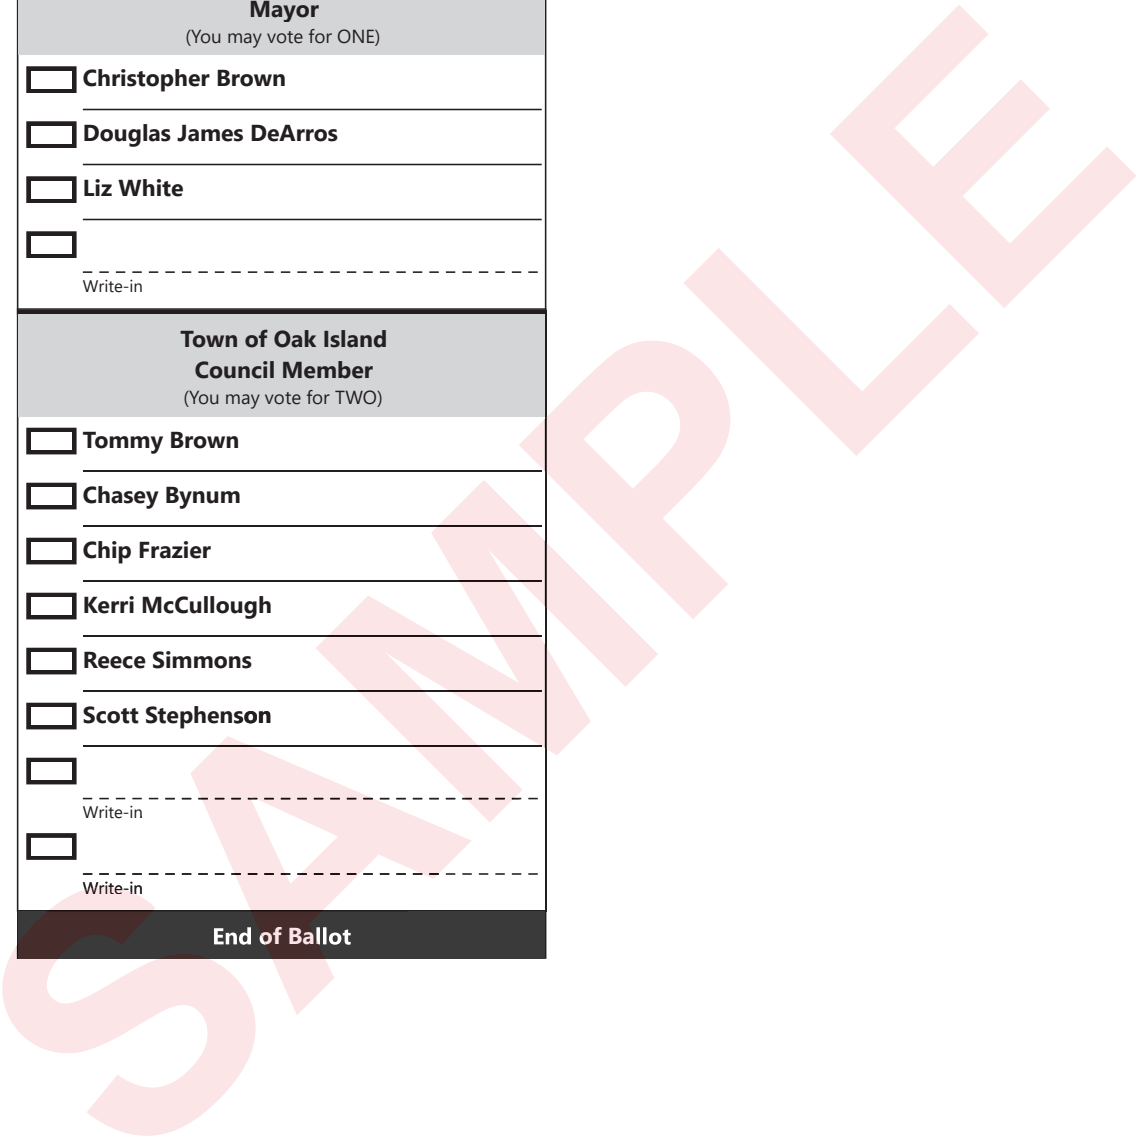 Mayor
(You may vote for ONE)
Christopher Brown
Douglas James DeArros
Liz White
Write-in
Town of Oak Island
Council Member
(You may vote for TWO)
Tommy Brown
Chasey Bynum
Chip Frazier
Kerri McCullough
Reece Simmons
Scott Stephenson
Write-in
Write-in
End of Ballot
SAMPLE